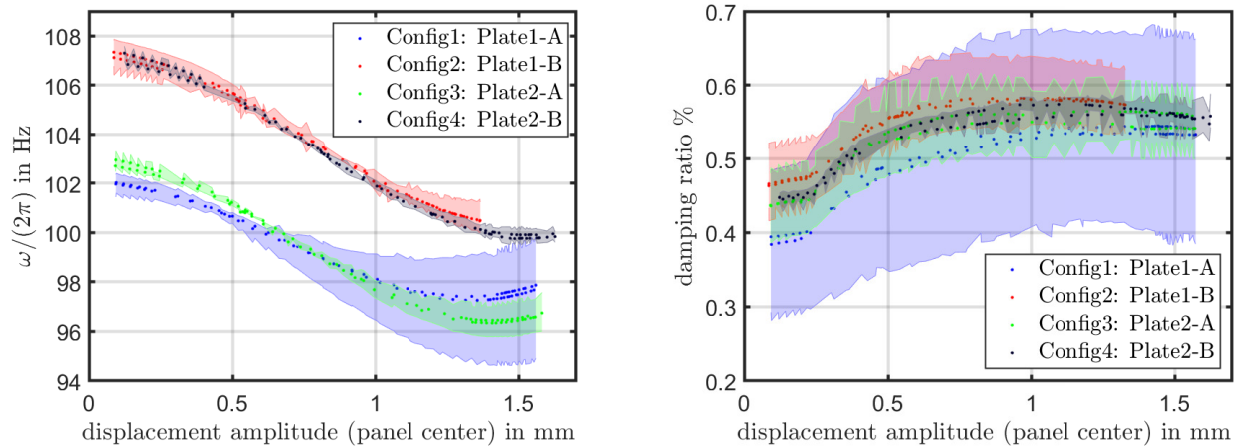 108
106
104
102
100
98
96
94
ω/(2π) in Hz
0
0.5
1
1.5
displacement amplitude (panel center) in mm
Config1: Plate1-A
Config2: Plate1-B
Config3: Plate2-A
Config4: Plate2-B
0.7
0.6
0.5
0.4
0.3
0.2
damping ratio %
0
0.5
1
1.5
displacement amplitude (panel center) in mm
Config1: Plate1-A
Config2: Plate1-B
Config3: Plate2-A
Config4: Plate2-B